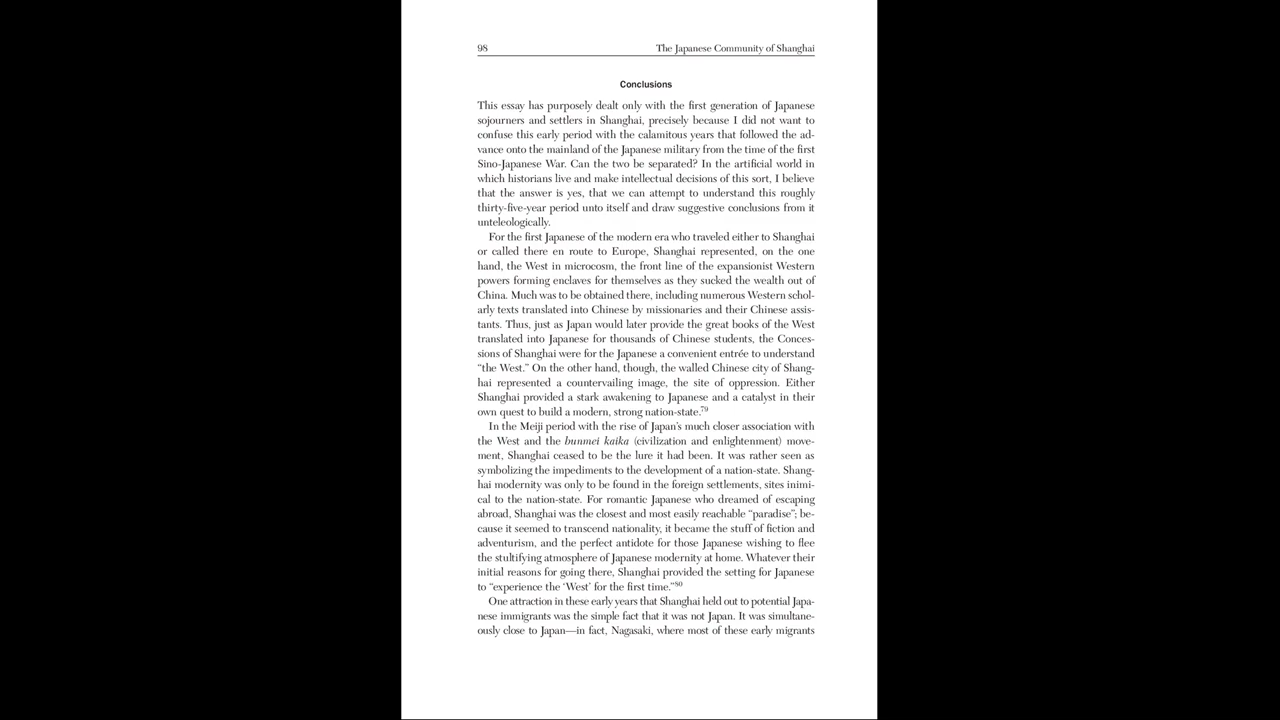 98 The Japanese Community of Shanghai
Conclusions
This essay has purposely dealt only with the first generation of Japanese
sojourners and settlers in Shanghai, precisely because I did not want to
confuse this early period with the calamitous years that followed the ad-
vance onto the mainland of the Japanese military from the time of the first
Sino-Japanese War. Can the two be separated? In the artificial world in
which historians live and make intellectual decisions of this sort, I believe
that the answer is yes, that we can attempt to understand this roughly
thirty-five-year period unto itself and draw suggestive conclusions from it
unteleologically.
For the first Japanese of the modern era who traveled either to Shanghai
or called there en route to Europe, Shanghai represented, on the one
hand, the West in microcosm, the front line of the expansionist Western
powers forming enclaves for themselves as they sucked the wealth out of
China. Much was to be obtained there, including numerous Western schol-
arly texts translated into Chinese by missionaries and their Chinese assis-
tants. Thus, just as Japan would later provide the great books of the West
translated into Japanese for thousands of Chinese students, the Conces-
sions of Shanghai were for the Japanese a convenient entrée to understand
“the West.” On the other hand, though, the walled Chinese city of Shang-
hai represented a countervailing image, the site of oppression. Either
Shanghai provided a stark awakening to Japanese and a catalyst in their
own quest to build a modern, strong nation-state.79
In the Meiji period with the rise of Japan’s much closer association with
the West and the bunmei kaika (civilization and enlightenment) move-
ment, Shanghai ceased to be the lure it had been. It was rather seen as
symbolizing the impediments to the development of a nation-state. Shang-
hai modernity was only to be found in the foreign settlements, sites inimi-
cal to the nation-state. For romantic Japanese who dreamed of escaping
abroad, Shanghai was the closest and most easily reachable “paradise”; be-
cause it seemed to transcend nationality, it became the stuff of fiction and
adventurism, and the perfect antidote for those Japanese wishing to flee
the stultifying atmosphere of Japanese modernity at home. Whatever their
initial reasons for going there, Shanghai provided the setting for Japanese
to “experience the ‘West’ for the first time.”80
One attraction in these early years that Shanghai held out to potential Japa-
nese immigrants was the simple fact that it was not Japan. It was simultane-
ously close to Japan—in fact, Nagasaki, where most of these early migrants